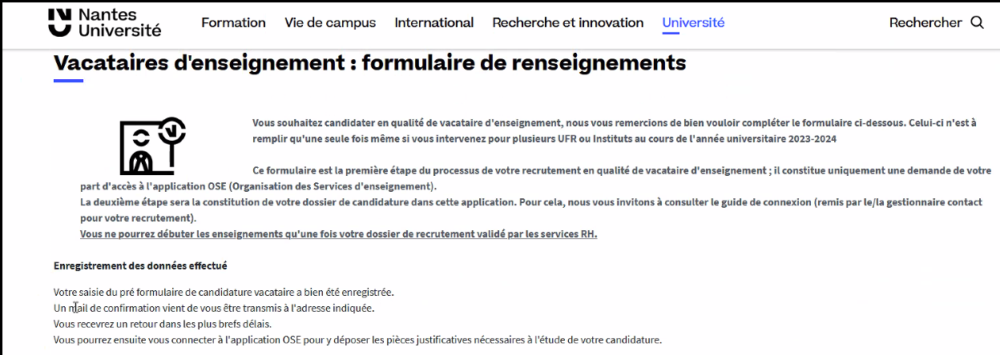 Nantes
Université
Formation Vie de campus International Recherche et innovation Université Rechercher
Vacataires d'enseignement : formulaire de renseignements
Vous souhaitez candidater en qualité de vacataire d'enseignement, nous vous remercions de bien vouloir compléter le formulaire ci-dessous. Celui-ci n'est à
remplir qu'une seule fois même si vous intervenez pour plusieurs UFR ou Instituts au cours de l'année universitaire 2023-2024
Ce formulaire est la première étape du processus de votre recrutement en qualité de vacataire d'enseignement ; il constitue uniquement une demande de votre
part d'accès à l'application OSE (Organisation des Services d'enseignement).
La deuxième étape sera la constitution de votre dossier de candidature dans cette application. Pour cela, nous vous invitons à consulter le guide de connexion (remis par le/la gestionnaire contact
pour votre recrutement).
Vous ne pourrez débuter les enseignements qu'une fois votre dossier de recrutement validé par les services RH.
Enregistrement des données effectué
Votre saisie du pré formulaire de candidature vacataire a bien été enregistrée.
Un mail de confirmation vient de vous être transmis à l'adresse indiquée.
Vous recevrez un retour dans les plus brefs délais.
Vous pourrez ensuite vous connecter à l'application OSE pour y déposer les pièces justificatives nécessaires à l'étude de votre candidature.